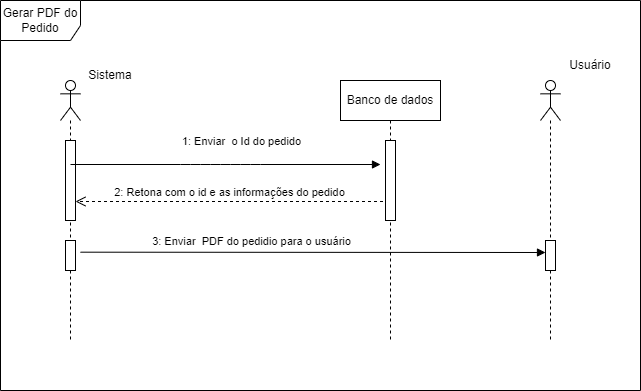 Gerar PDF do
Pedido
Sistema
Usuário
Banco de dados
1: Enviar o Id do pedido
2: Retona com o id e as informações do pedido
3: Enviar PDF do pedidio para o usuário